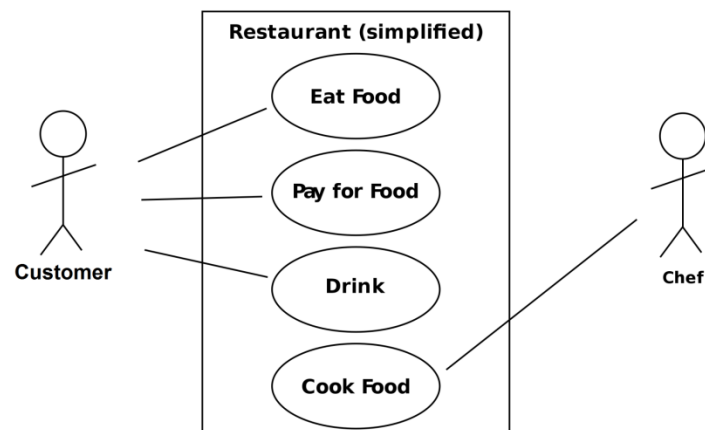 Restaurant (simplified)
Eat Food
Pay for Food
Drink
Cook Food
Customer
Chef